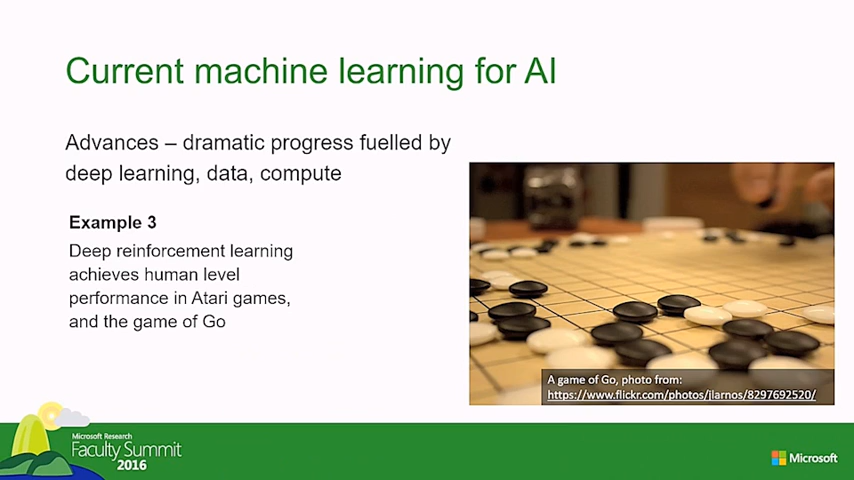 Current machine learning for AI
Advances – dramatic progress fuelled by
deep learning, data, compute
Example 3
Deep reinforcement learning
achieves human level
performance in Atari games,
and the game of Go
A game of Go, photo from:
https://www.flickr.com/photos/jlarnos/8297692520/
Microsoft Research
Faculty Summit
2016
Microsoft